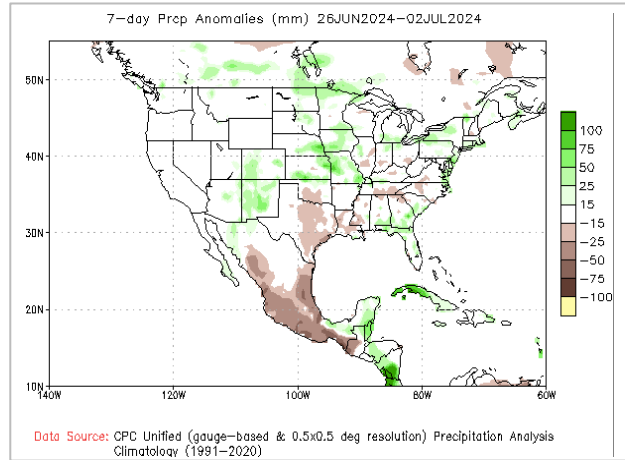 7-day Prcp Anomalies (mm) 26JUN2024-02JUL2024
50N
40N
30N
20N
10N
140W 120W 100W 80W 60W
100
75
50
25
15
-15
-25
-50
-75
-100
Data Source: CPC Unified (gauge-based & 0.5x0.5 deg resolution) Precipitation Analysis
Climatology (1991-2020)